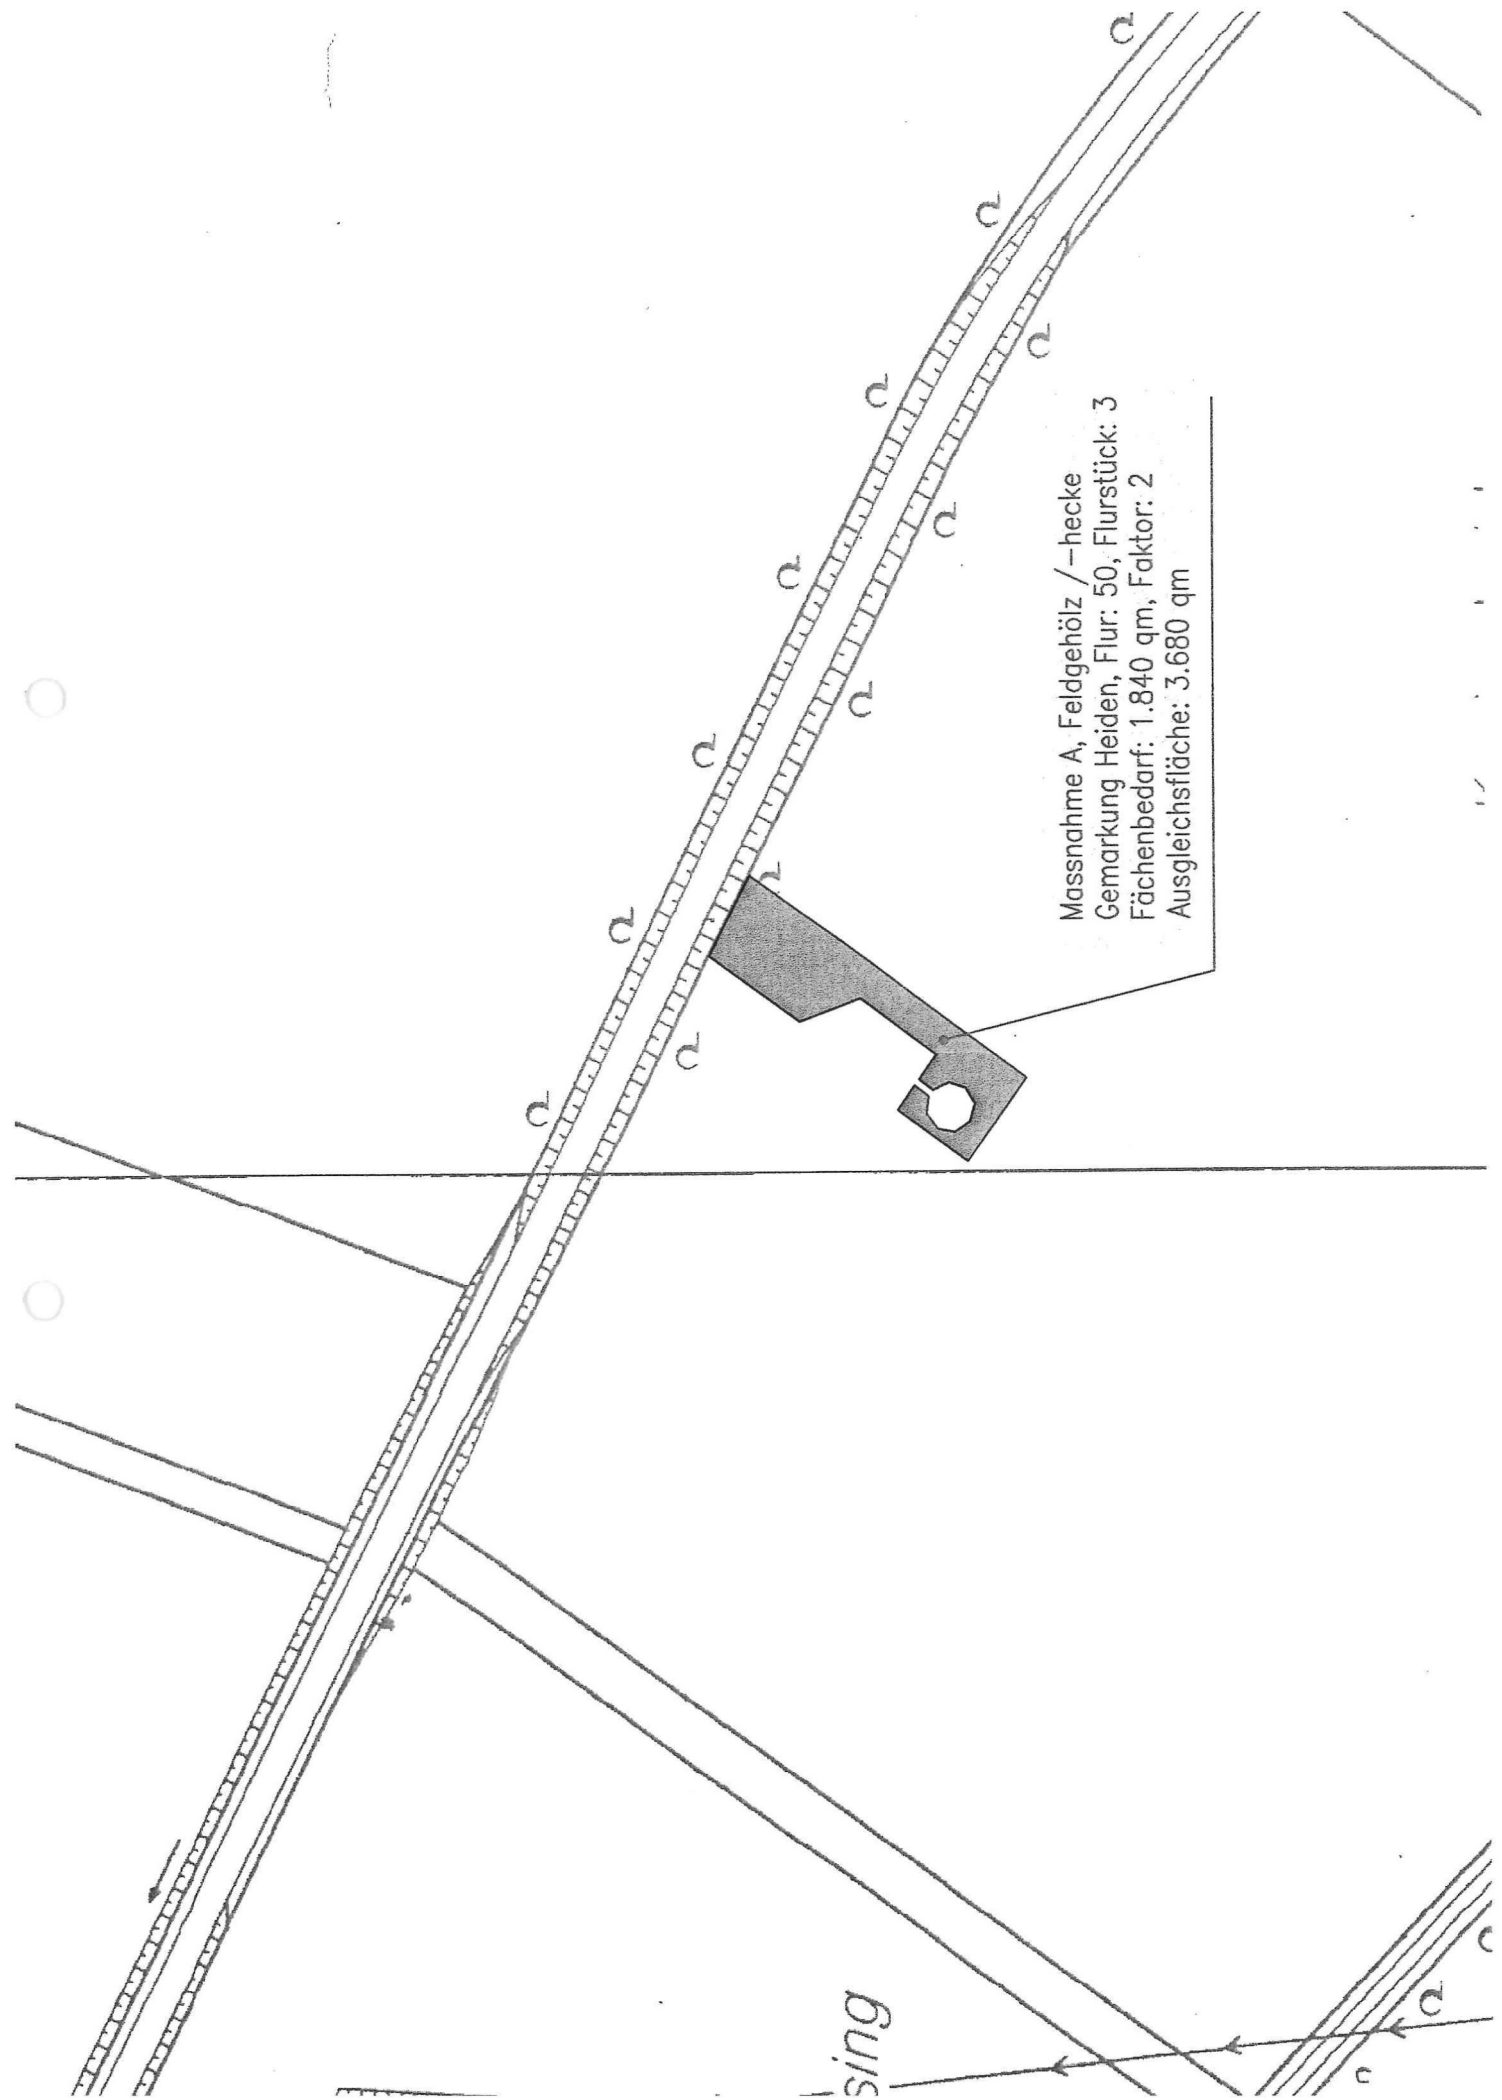 Massnahme A, Feldgehölz /-hecke
Gemarkung Heiden, Flur: 50, Flurstück: 3
Fächenbedarf: 1.840 qm, Faktor: 2
Ausgleichsfläche: 3.680 qm
sing